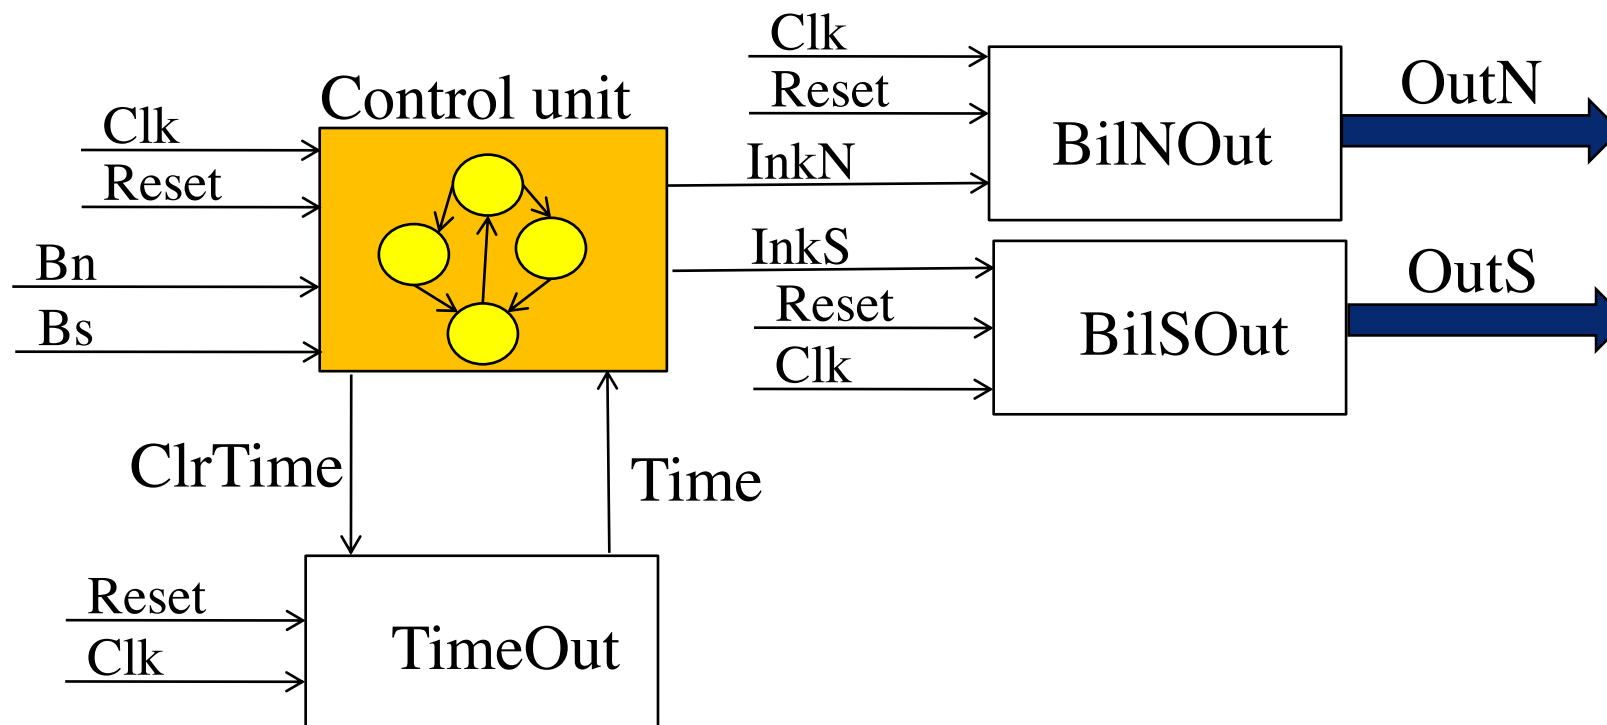 Control unit
Clk
Reset
Bn
Bs
Clk
Reset
InkN
BilNOut
OutN
InkS
Reset
Clk
BilSOut
OutS
ClrTime
Time
Reset
Clk
TimeOut